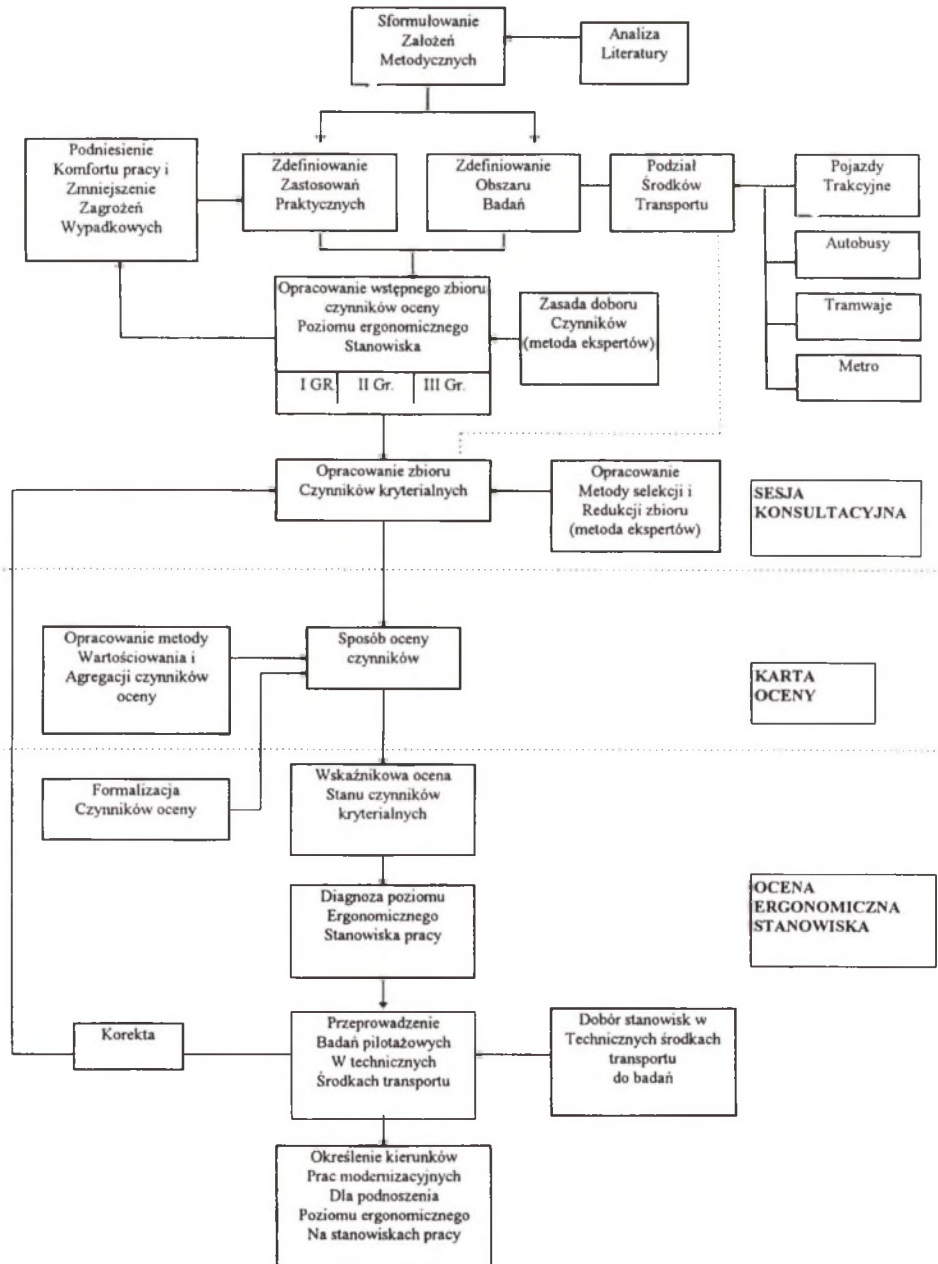 Sformułowanie
Założeń
Metodycznych
Analiza
Literatury
Podniesienie
Komfortu pracy i
Zmniejszenie
Zagrożeń
Wypadkowych
Zdefiniowanie
Zastosowań
Praktycznych
Zdefiniowanie
Obszaru
Badań
Podział
Środków
Transportu
Pojazdy
Trakcyjne
Autobusy
Tramwaje
Metro
Opracowanie wstępnego zbioru
czynników oceny
Poziomu ergonomicznego
Stanowiska
I GR. II Gr. III Gr.
Zasada doboru
Czynników
(metoda ekspertów)
Opracowanie zbioru
Czynników kryterialnych
Opracowanie
Metody selekcji i
Redukcji zbioru
(metoda ekspertów)
SESJA
KONSULTACYJNA
Opracowanie metody
Wartościowania i
Agregacji czynników
oceny
Sposób oceny
czynników
KARTA
OCENY
Formalizacja
Czynników oceny
Wskaźnikowa ocena
Stanu czynników
kryterialnych
Diagnoza poziomu
Ergonomicznego
Stanowiska pracy
OCENA
ERGONOMICZNA
STANOWISKA
Korekta
Przeprowadzenie
Badań pilotażowych
W technicznych
Środkach transportu
Dobór stanowisk w
Technicznych środkach
transportu
do badań
Określenie kierunków
Prac modernizacyjnych
Dla podnoszenia
Poziomu ergonomicznego
Na stanowiskach pracy